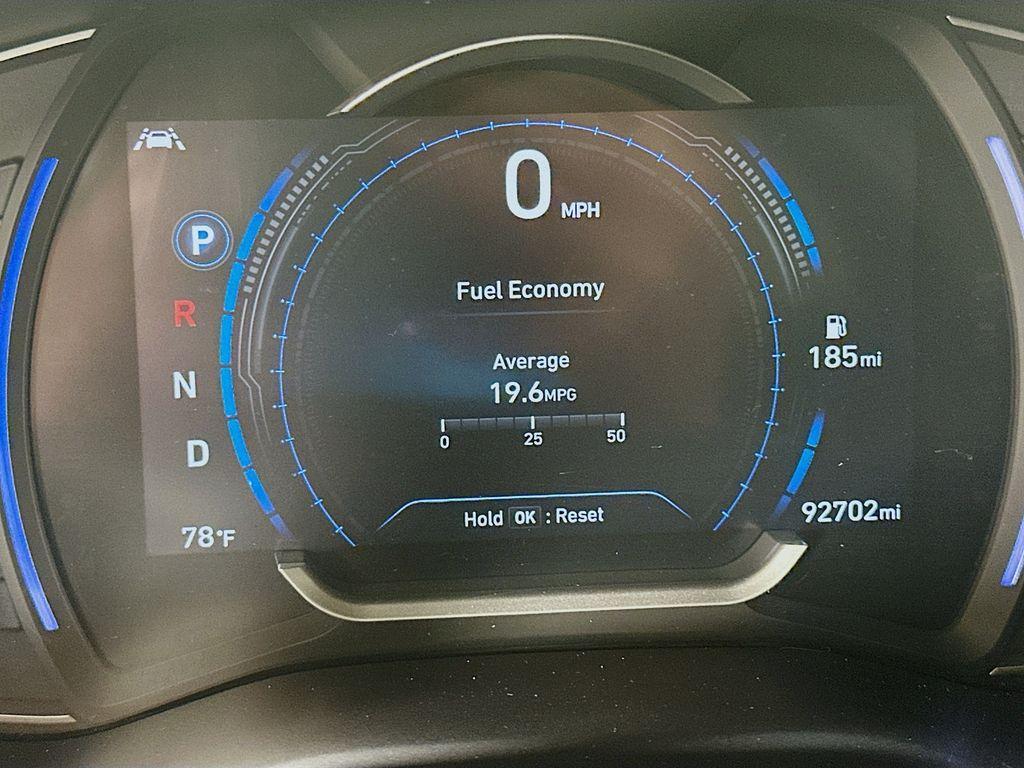 0 MPH
P
R
N
D
78°F
Fuel Economy
Average
19.6MPG
0 25 50
Hold OK : Reset
185mi
92702mi